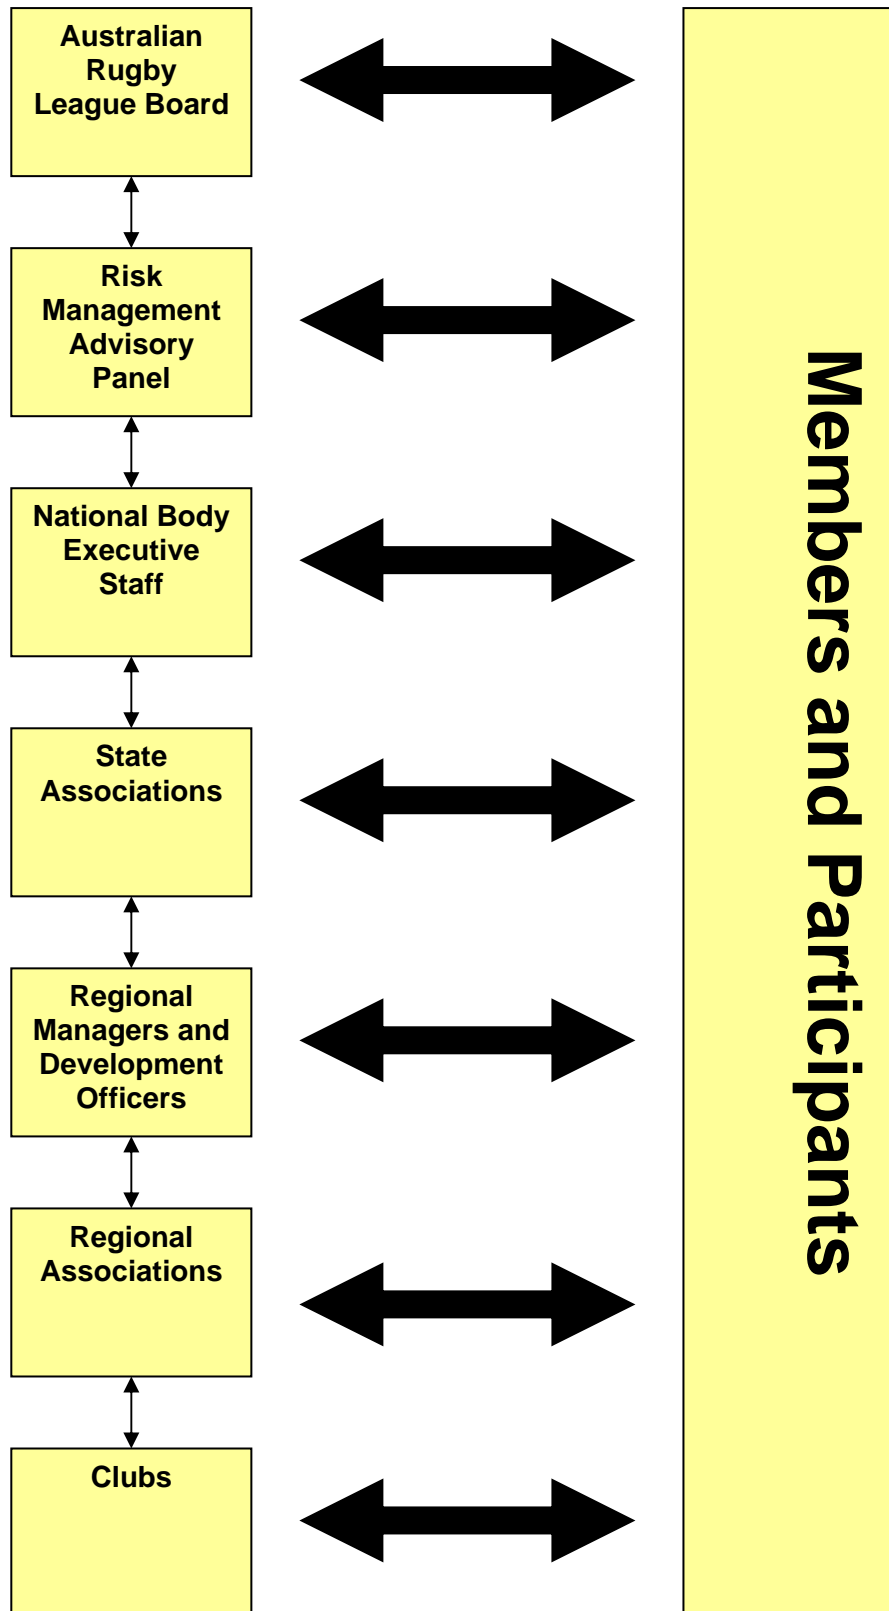 Australian
Rugby
League Board
Risk
Management
Advisory
Panel
National Body
Executive
Staff
State
Associations
Regional
Managers and
Development
Officers
Regional
Associations
Clubs
Members and Participants